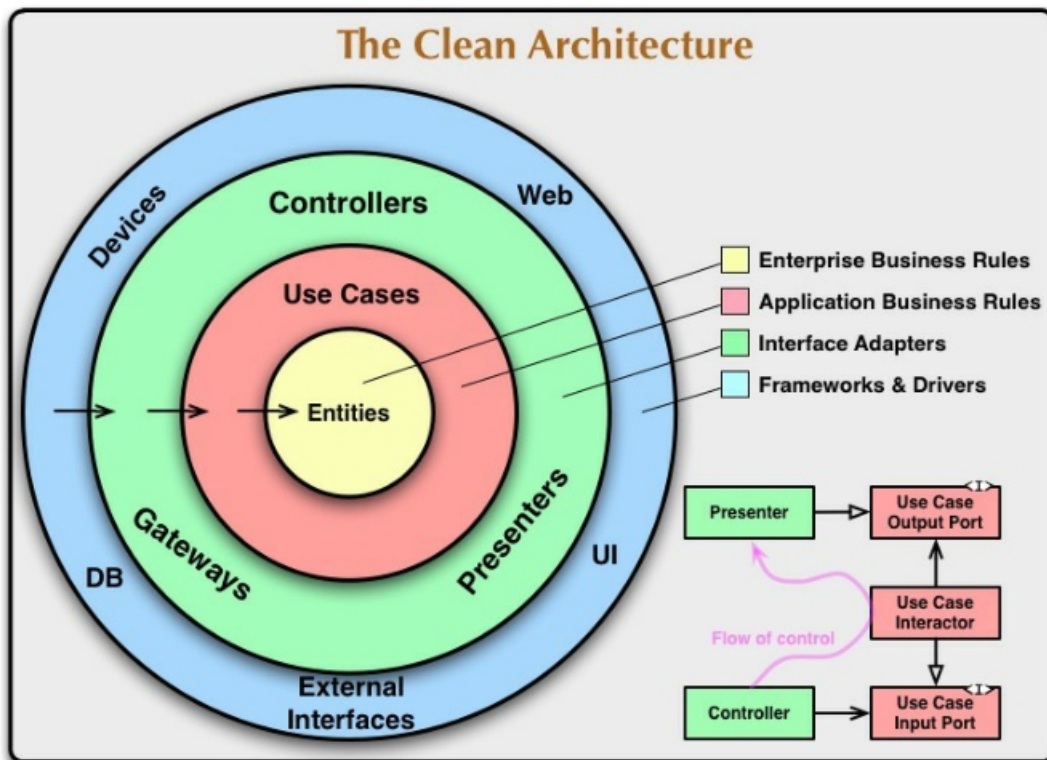 The Clean Architecture
Devices
Controllers
Web
Use Cases
Entities
Gateways
Presenters
DB
UI
External
Interfaces
Enterprise Business Rules
Application Business Rules
Interface Adapters
Frameworks & Drivers
Presenter
<I>
Use Case
Output Port
Use Case
Interactor
Flow of control
Controller
<I>
Use Case
Input Port